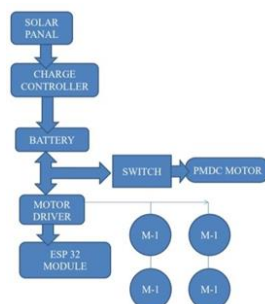 SOLAR
PANAL
CHARGE
CONTROLLER
BATTERY
SWITCH
PMDC MOTOR
MOTOR
DRIVER
ESP 32
MODULE
M-1
M-1
M-1
M-1